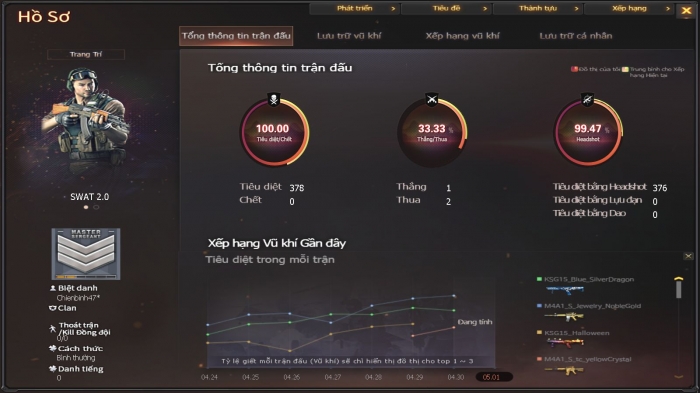 Hồ Sơ
Phát triển >
Tiêu đề >
Thành tựu >
Xếp hạng >
Tổng thông tin trận đấu
Lưu trữ vũ khí
Xếp hạng vũ khí
Lưu trữ cá nhân
Trang Trí
SWAT 2.0
MASTER
SERGEANT
Biệt danh
Chienbinh47*
Clan
Thoát trận
/Kill Đồng đội
0/0
Cách thức
Bình thường
Danh tiếng
0
Tổng thông tin trận đấu
Đồ thị của tôi
Trung bình cho Xếp
hạng Hiện tại
100.00
Tiêu diệt/Chết
33.33 %
Thắng/Thua
99.47 %
Headshot
Tiêu diệt 378
Chết 0
Thắng 1
Thua 2
Tiêu diệt bằng Headshot 376
Tiêu diệt bằng Lựu đạn 0
Tiêu diệt bằng Dao 0
Xếp hạng Vũ khí Gần đây
Tiêu diệt trong mỗi trận
Đang tính
Tỷ lệ giết mỗi trận đấu (Vũ khí) sẽ chỉ hiển thị đồ thị cho top 1 ~ 3
04.24 04.25 04.26 04.27 04.28 04.29 04.30 05.01
KSG15_Blue_SilverDragon
M4A1_S_Jewelry_NobleGold
KSG15_Halloween
M4A1_S_tc_yellowCrystal